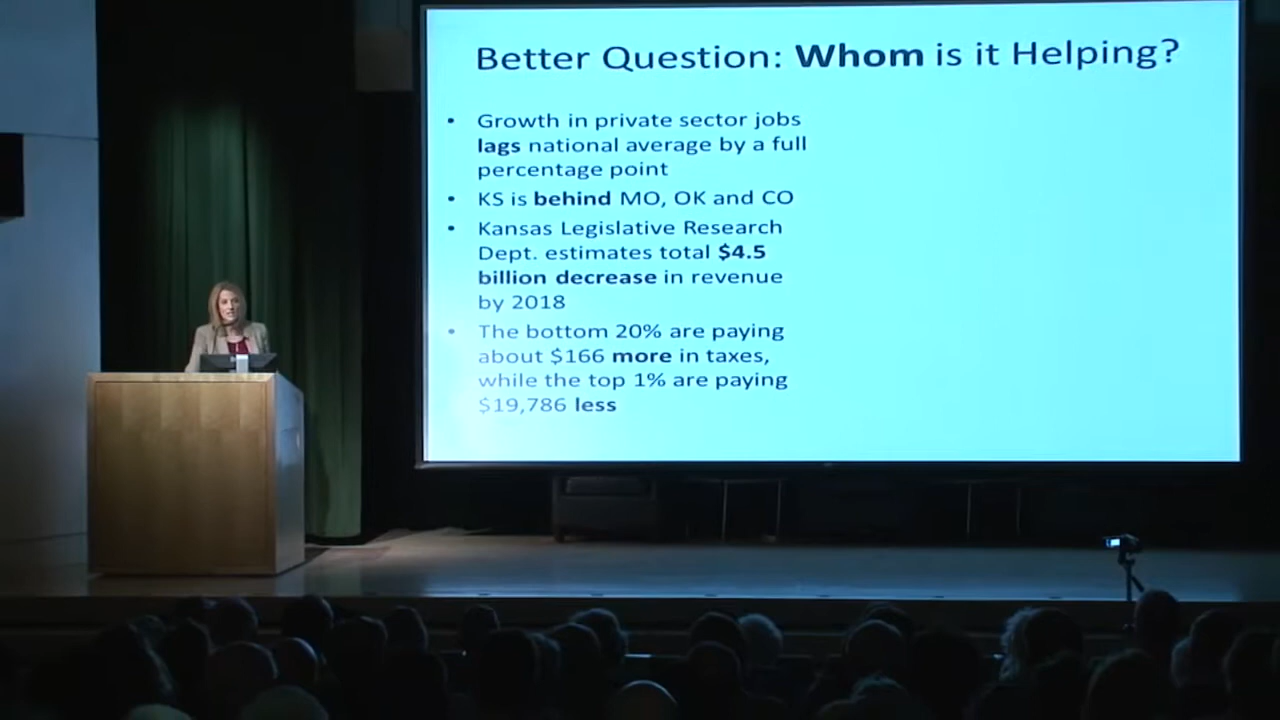 Better Question: Whom is it Helping?
• Growth in private sector jobs
lags national average by a full
percentage point
• KS is behind MO, OK and CO
• Kansas Legislative Research
Dept. estimates total $4.5
billion decrease in revenue
by 2018
• The bottom 20% are paying
about $166 more in taxes,
while the top 1% are paying
$19,786 less